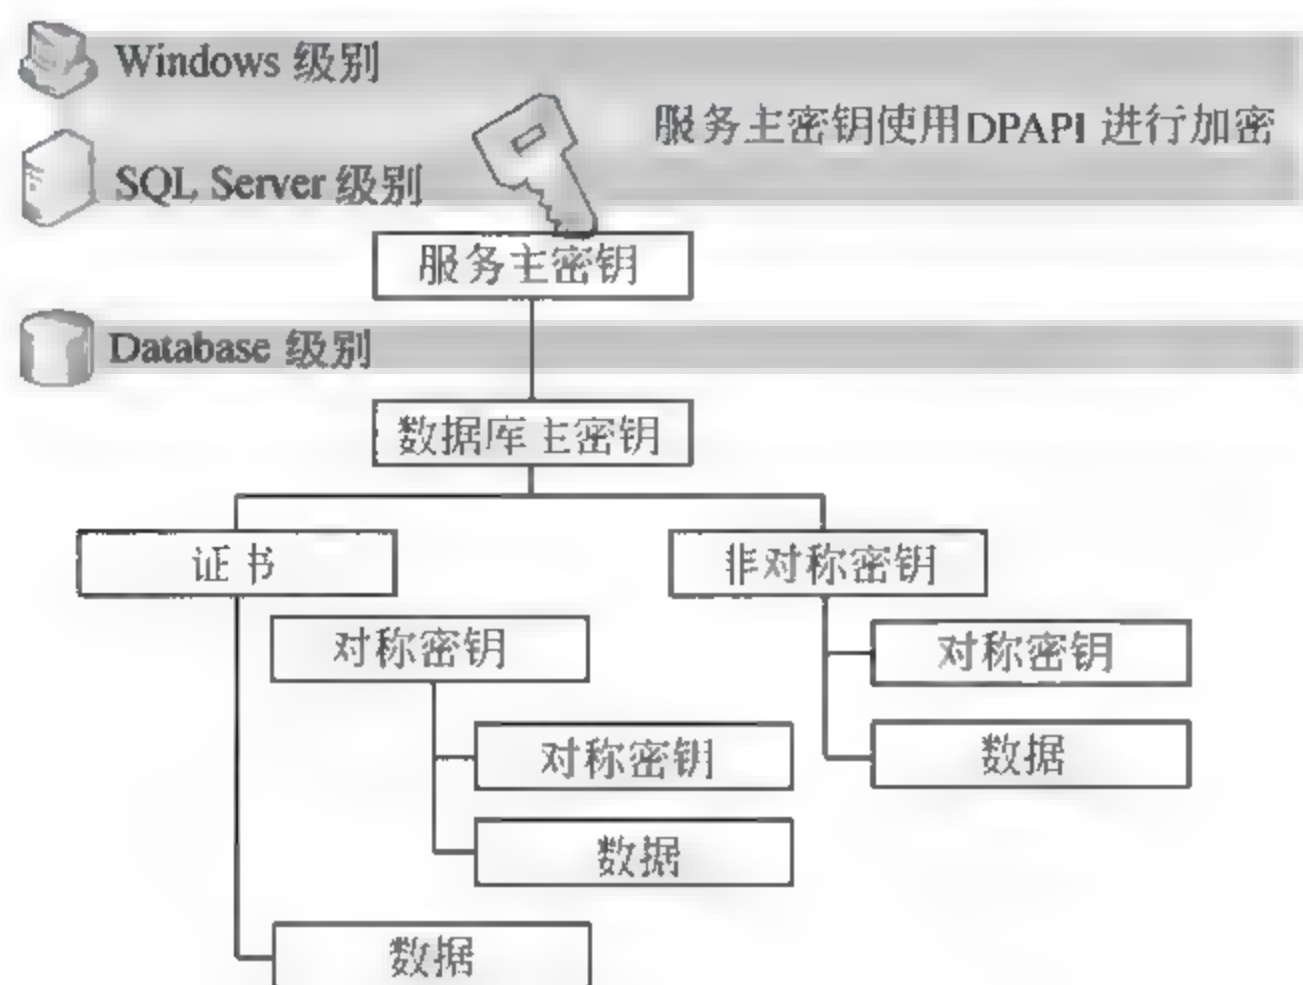 Windows 级别
服务主密钥使用DPAPI 进行加密
SQL Server 级别
服务主密钥
Database 级别
数据库主密钥
证书
非对称密钥
对称密钥
对称密钥
对称密钥
数据
数据
数据